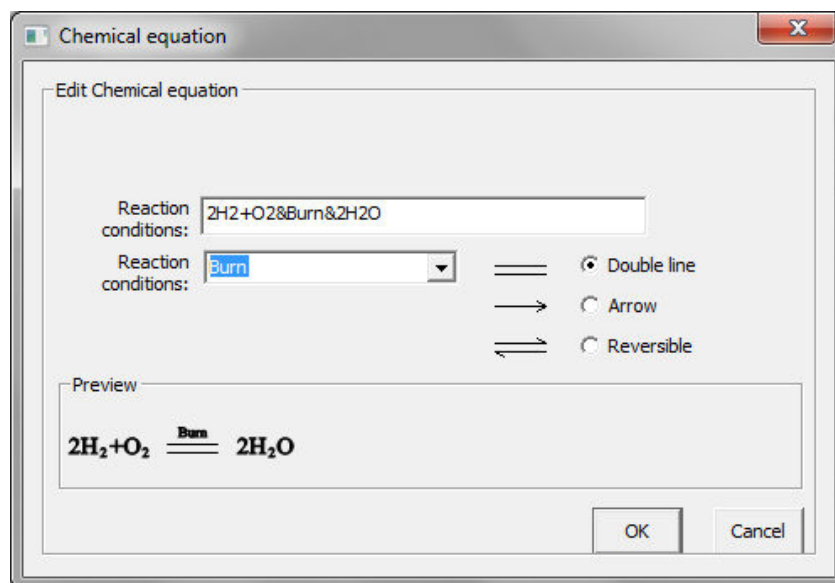 Chemical equation
X
Edit Chemical equation
Reaction conditions:
2H2+O2&Burn&2H2O
Reaction conditions:
Burn
Double line
Arrow
Reversible
Preview
Burn
2H₂+O₂ 2H₂O
OK
Cancel